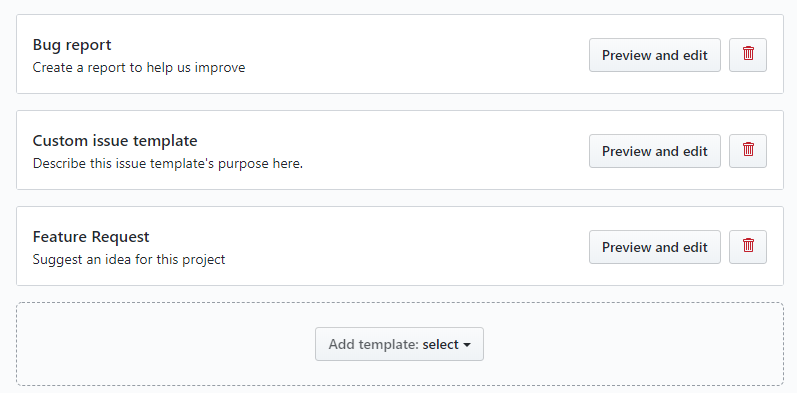 Bug report
Create a report to help us improve
Preview and edit
Custom issue template
Describe this issue template's purpose here.
Preview and edit
Feature Request
Suggest an idea for this project
Preview and edit
Add template: select